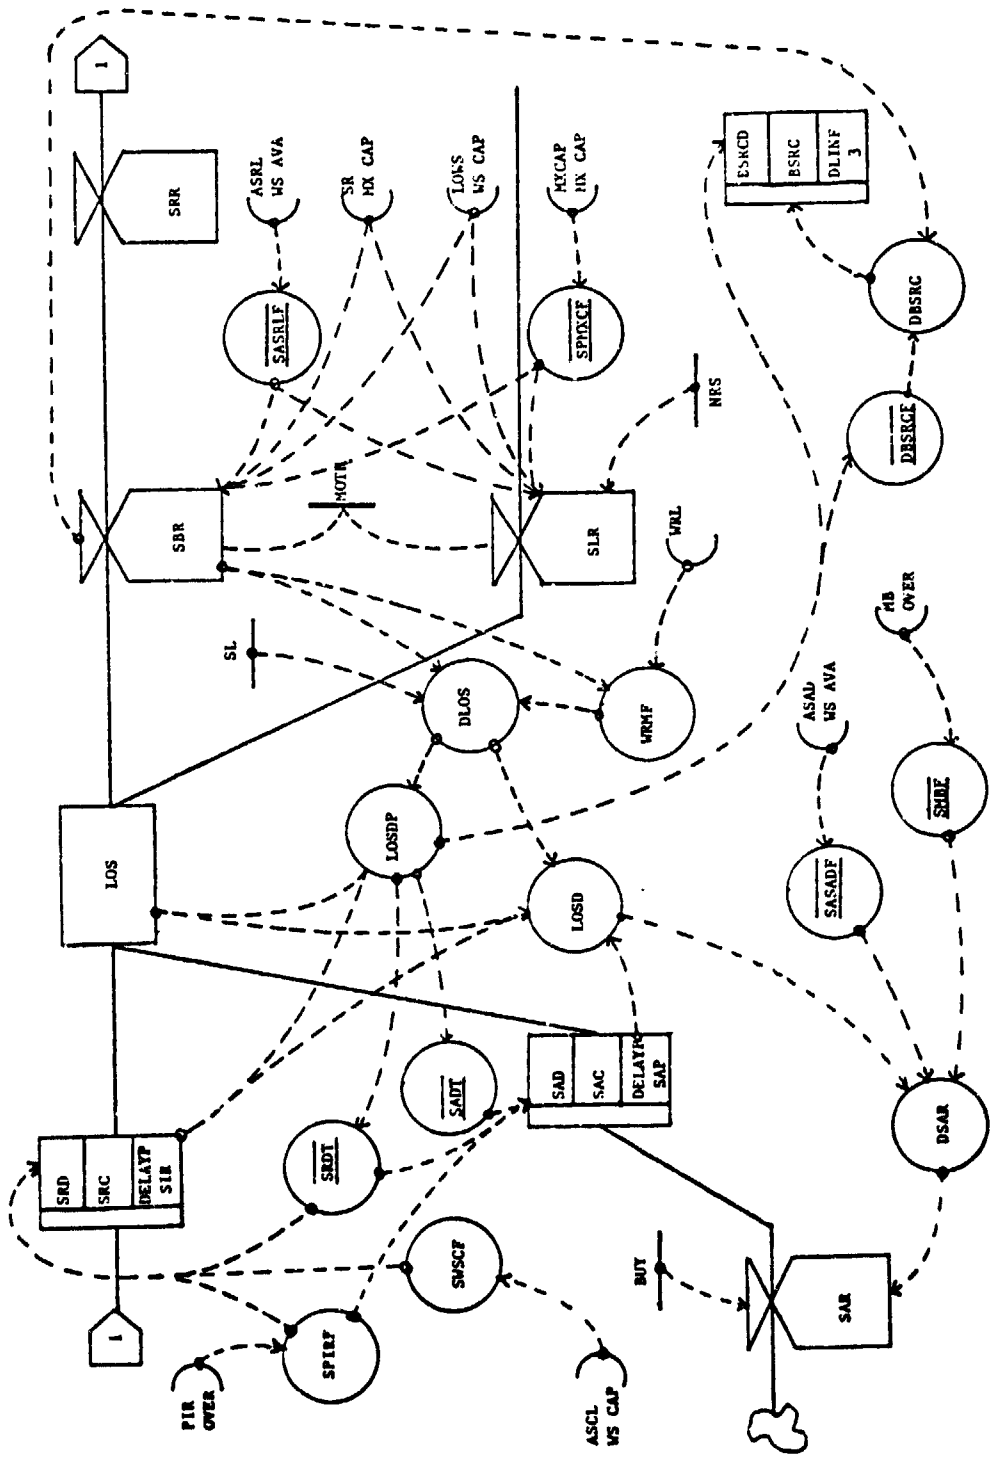 1
SRD
SRC
DELAYP
SIR
LOS
SBR
SRR
1
PIR
OVER
SPIRF
SRDT
SL
SASRLF
ASRL
WS AVA
MOTR
SR
MX CAP
SWSCF
SADT
LOSDP
DLOS
LOWS
WS CAP
ASCL
WS CAP
SAD
SAC
DELAYP
SAP
LOSD
SLR
SPMXCF
MXCAP
MX CAP
BUY
WRMF
WRL
NRS
ESRCD
BSRC
DLINF
3
SAR
SASADF
ASAD
WS AVA
DSAR
SMBF
MB
OVER
DBSRCF
DBSRC